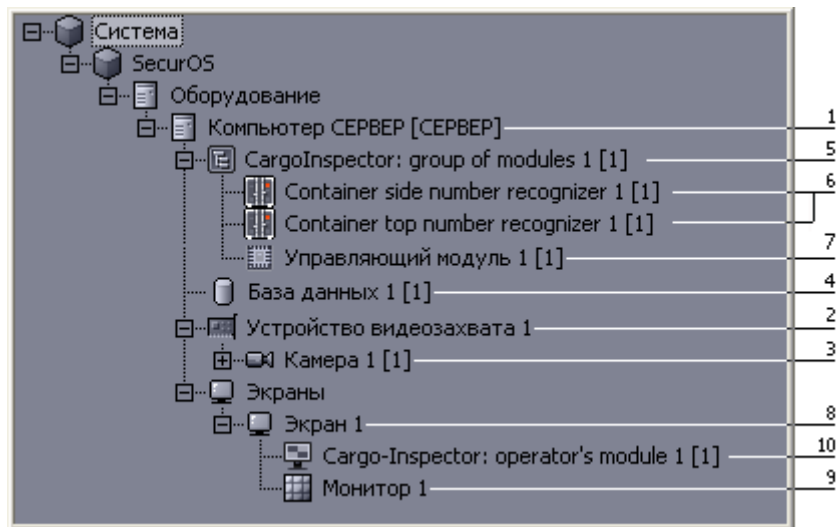 Система
SecurOS
Оборудование
Компьютер СЕРВЕР [СЕРВЕР] 1
CargoInspector: group of modules 1 [1] 5
Container side number recognizer 1 [1] 6
Container top number recognizer 1 [1]
Управляющий модуль 1 [1] 7
База данных 1 [1] 4
Устройство видеозахвата 1 2
Камера 1 [1] 3
Экраны
Экран 1 8
Cargo-Inspector: operator's module 1 [1] 10
Монитор 1 9